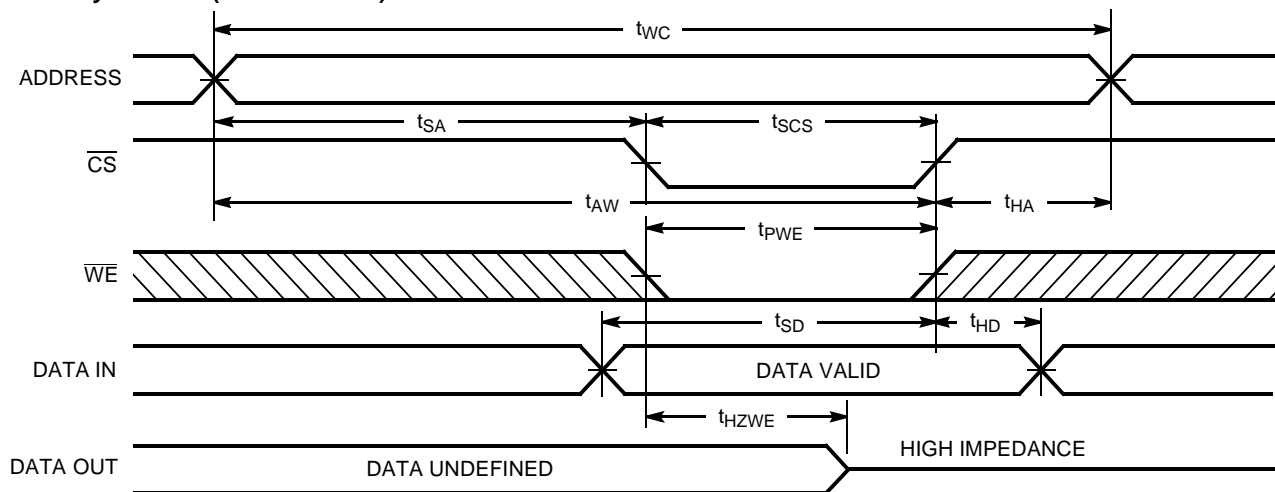 tWC
ADDRESS
tSA
tSCS
CS
tAW
tHA
tPWE
WE
tSD
tHD
DATA IN
DATA VALID
tHZWE
DATA OUT
DATA UNDEFINED
HIGH IMPEDANCE